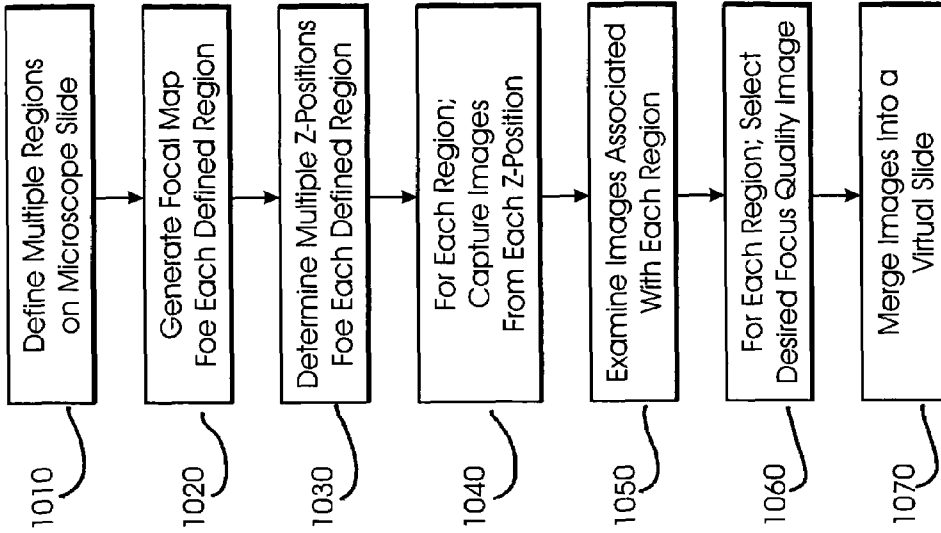 1010
Define Multiple Regions
on Microscope Slide
1020
Generate Focal Map
Foe Each Defined Region
1030
Determine Multiple Z-Positions
Foe Each Defined Region
1040
For Each Region;
Capture Images
From Each Z-Position
1050
Examine Images Associated
With Each Region
1060
For Each Region; Select
Desired Focus Quality Image
1070
Merge Images Into a
Virtual Slide